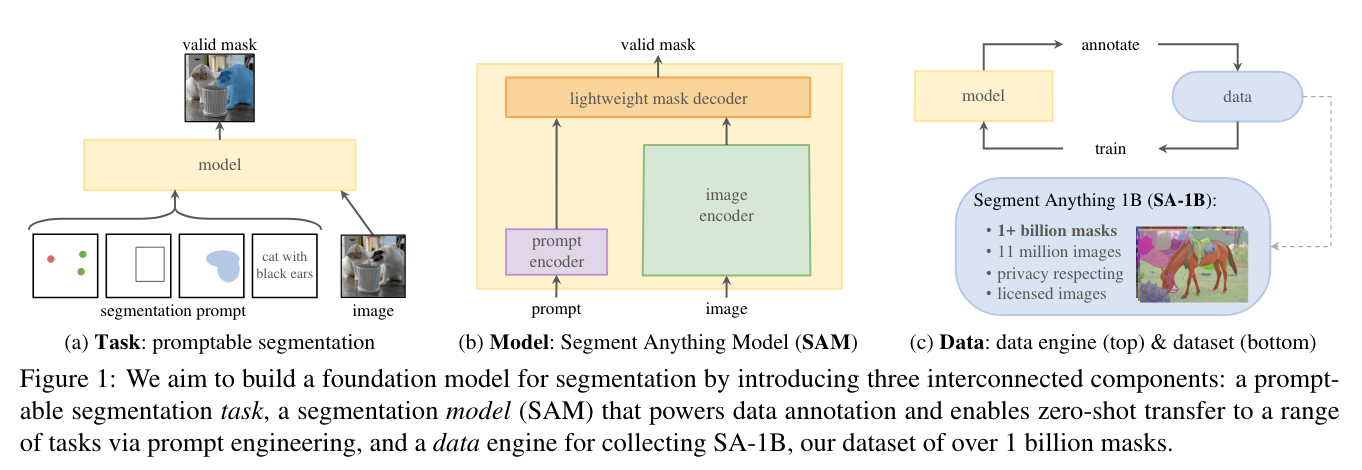 valid mask
model
cat with
black ears
segmentation prompt
image
(a) Task: promptable segmentation
valid mask
lightweight mask decoder
image
encoder
prompt
encoder
prompt
image
(b) Model: Segment Anything Model (SAM)
annotate
model
data
train
Segment Anything 1B (SA-1B):
• 1+ billion masks
• 11 million images
• privacy respecting
• licensed images
(c) Data: data engine (top) & dataset (bottom)
Figure 1: We aim to build a foundation model for segmentation by introducing three interconnected components: a prompt-
able segmentation task, a segmentation model (SAM) that powers data annotation and enables zero-shot transfer to a range
of tasks via prompt engineering, and a data engine for collecting SA-1B, our dataset of over 1 billion masks.